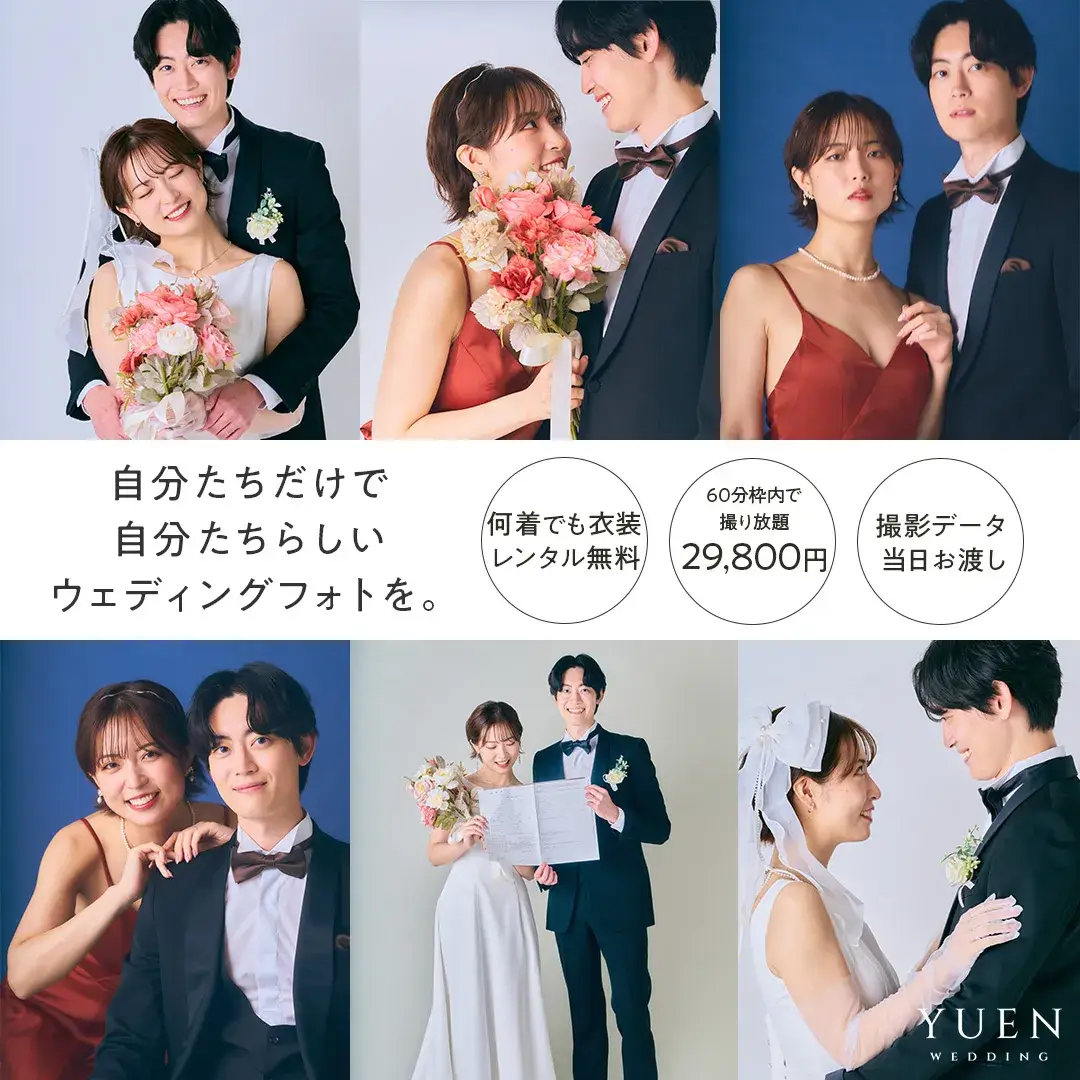 自分たちだけで
自分たちらしい
ウェディングフォトを。
何着でも衣装
レンタル無料
60分枠内で
撮り放題
29,800円
撮影データ
当日お渡し
YUEN
WEDDING